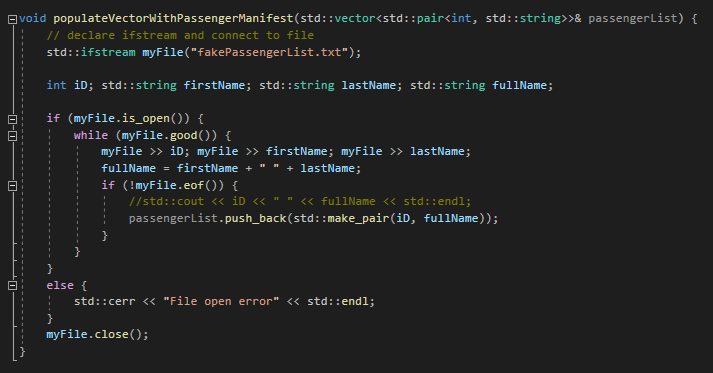 void populateVectorWithPassengerManifest(std::vector<std::pair<int, std::string>>& passengerList) {
    // declare ifstream and connect to file
    std::ifstream myFile("fakePassengerList.txt");

    int iD; std::string firstName; std::string lastName; std::string fullName;

    if (myFile.is_open()) {
        while (myFile.good()) {
            myFile >> iD; myFile >> firstName; myFile >> lastName;
            fullName = firstName + " " + lastName;
            if (!myFile.eof()) {
                //std::cout << iD << " " << fullName << std::endl;
                passengerList.push_back(std::make_pair(iD, fullName));
            }
        }
    }
    else {
        std::cerr << "File open error" << std::endl;
    }
    myFile.close();
}